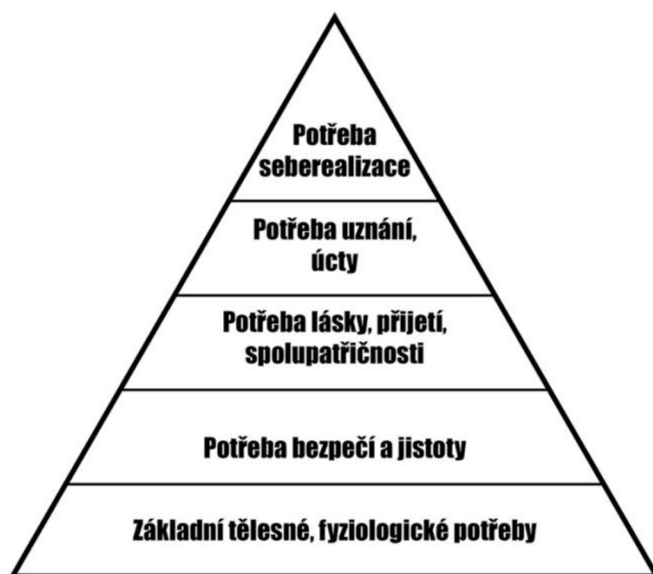 Potřeba
seberealizace
Potřeba uznání,
úcty
Potřeba lásky, přijetí,
spolupatřičnosti
Potřeba bezpečí a jistoty
Základní tělesné, fyziologické potřeby